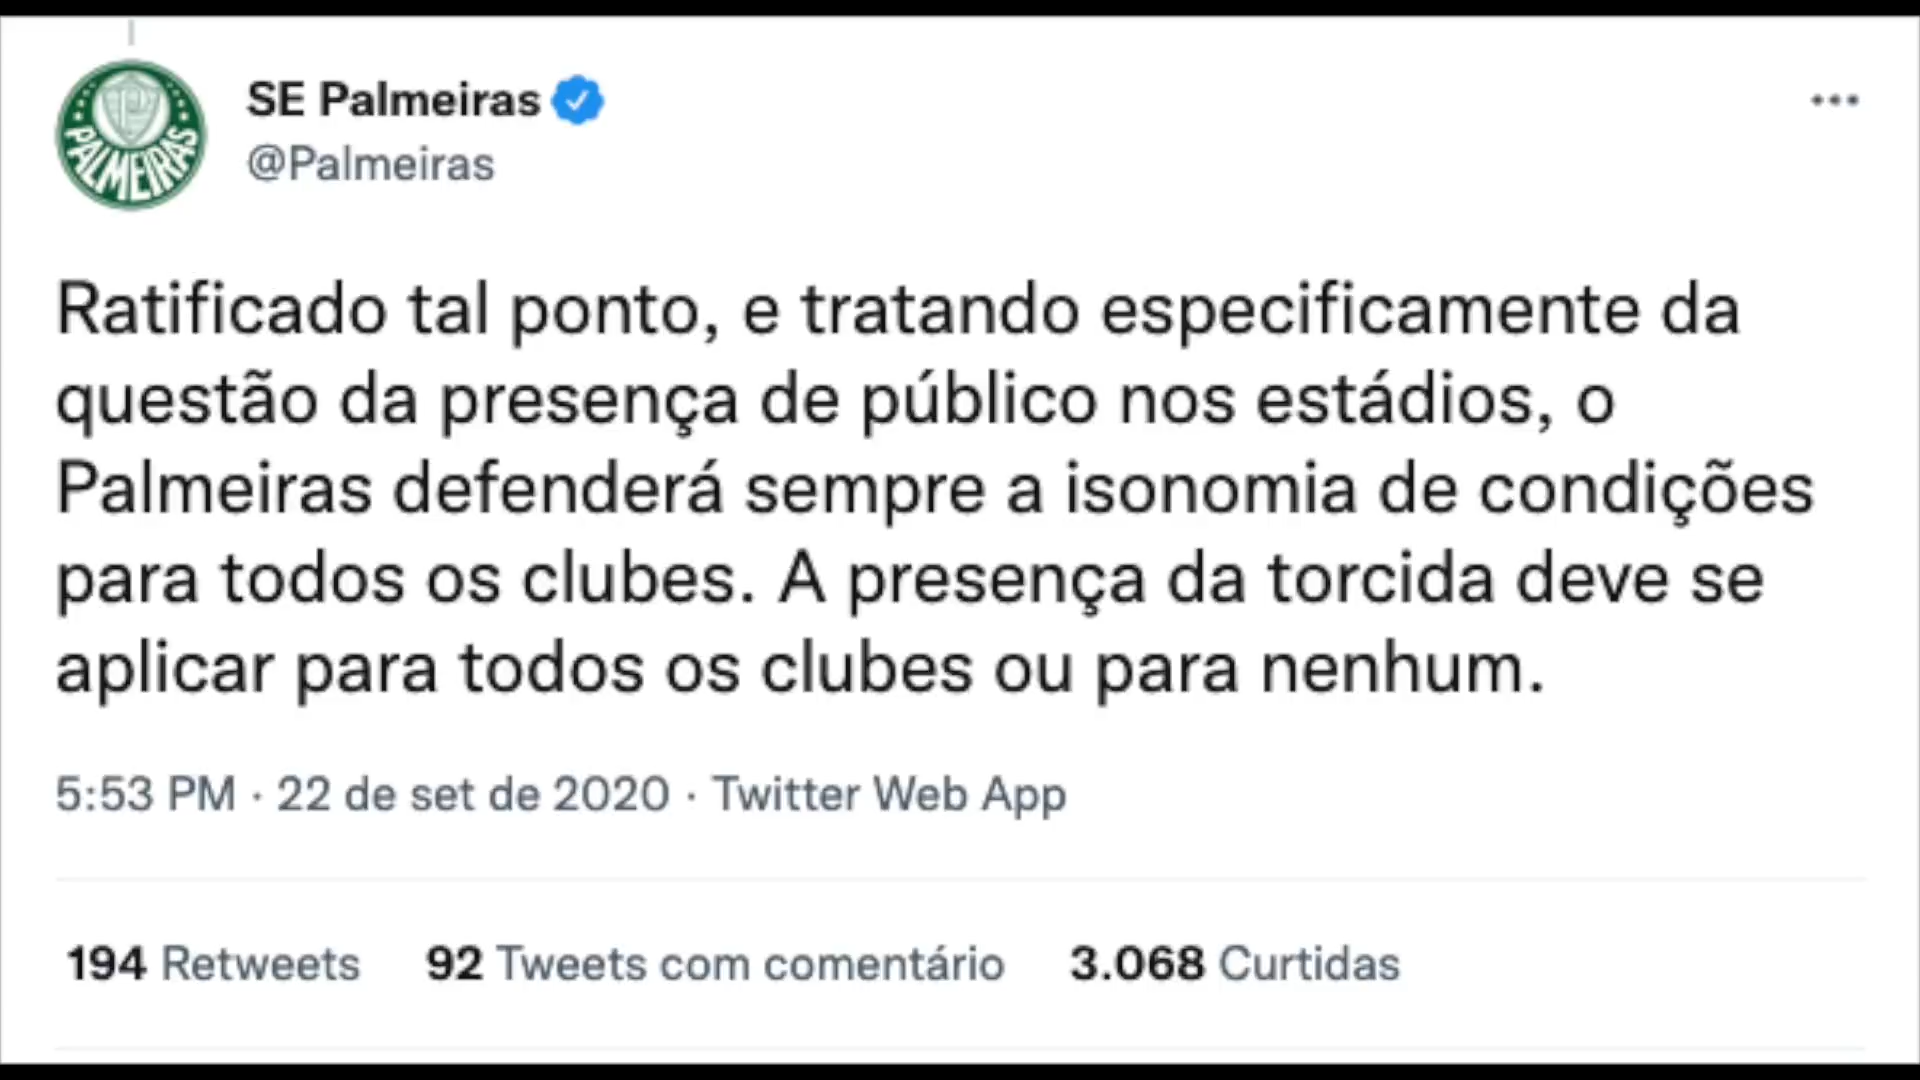 SE Palmeiras
@Palmeiras
PALMEIRAS
Ratificado tal ponto, e tratando especificamente da
questão da presença de público nos estádios, o
Palmeiras defenderá sempre a isonomia de condições
para todos os clubes. A presença da torcida deve se
aplicar para todos os clubes ou para nenhum.
5:53 PM · 22 de set de 2020 · Twitter Web App
194 Retweets 92 Tweets com comentário 3.068 Curtidas